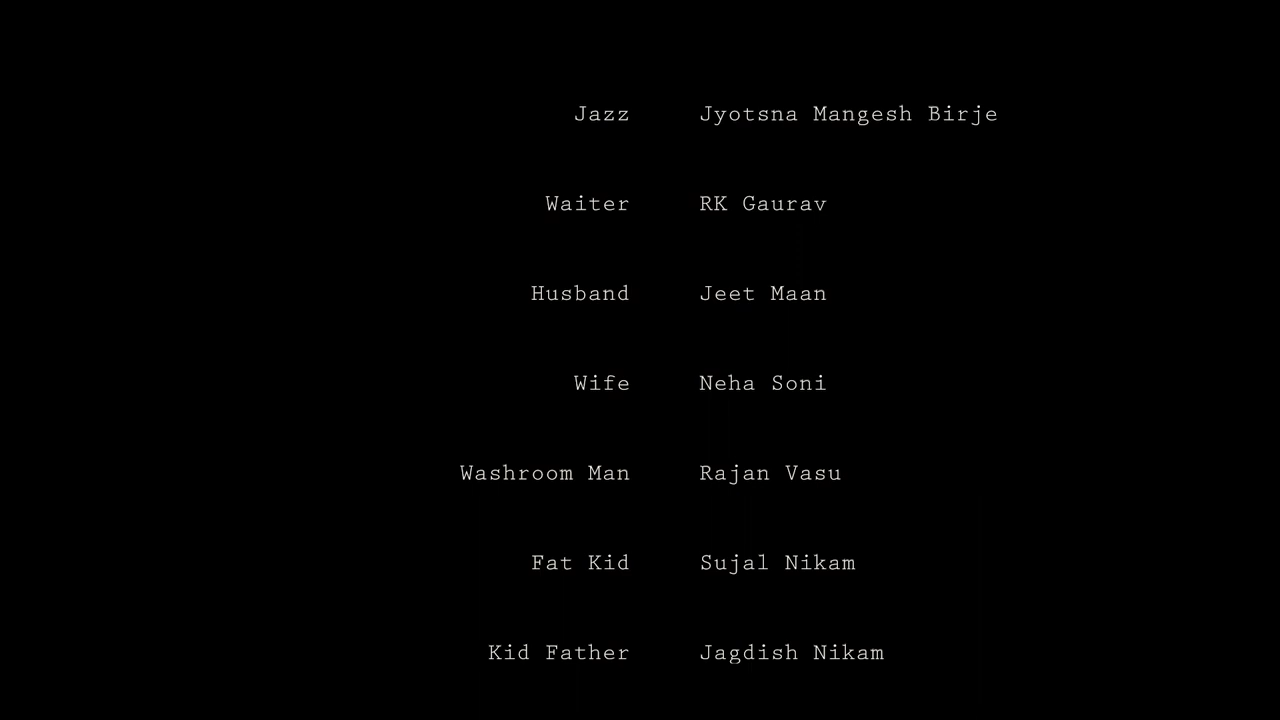 Jazz Jyotsna Mangesh Birje
Waiter RK Gaurav
Husband Jeet Maan
Wife Neha Soni
Washroom Man Rajan Vasu
Fat Kid Sujal Nikam
Kid Father Jagdish Nikam